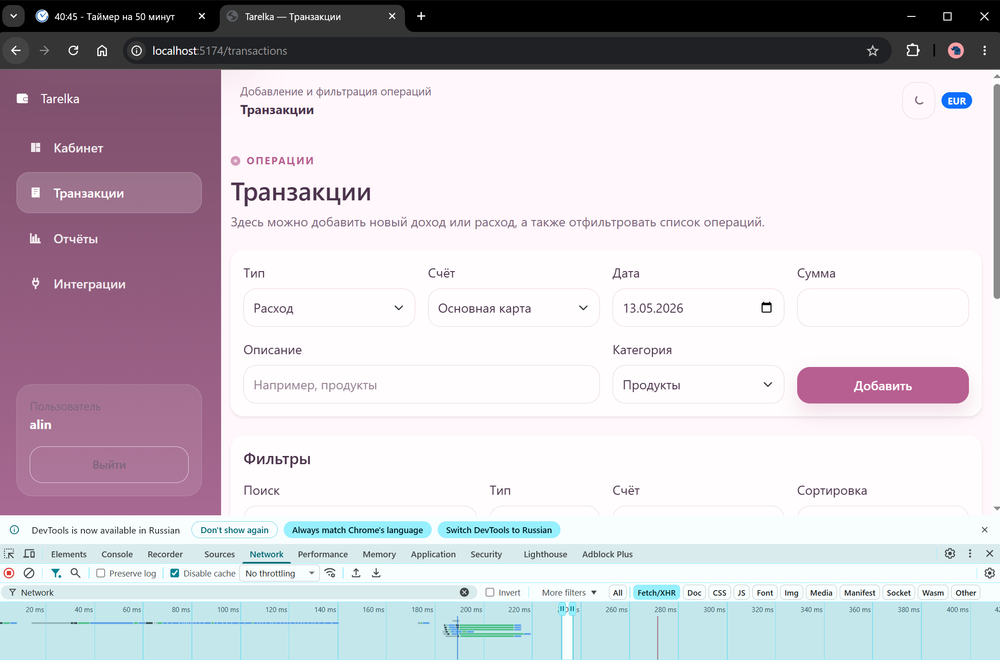 40:45 - Таймер на 50 минут
Tarelka — Транзакции
localhost:5174/transactions
Tarelka
Кабинет
Транзакции
Отчёты
Интеграции
Пользователь
alin
Выйти
Добавление и фильтрация операций
Транзакции
EUR
ОПЕРАЦИИ
Транзакции
Здесь можно добавить новый доход или расход, а также отфильтровать список операций.
Тип Счёт Дата Сумма
Расход Основная карта 13.05.2026
Описание Категория
Например, продукты Продукты Добавить
Фильтры
Поиск Тип Счёт Сортировка
DevTools is now available in Russian Don't show again Always match Chrome's language Switch DevTools to Russian
Elements Console Recorder Sources Network Performance Memory Application Security Lighthouse Adblock Plus
Preserve log Disable cache No throttling
Network Invert More filters All Fetch/XHR Doc CSS JS Font Img Media Manifest Socket Wasm Other
20 ms 40 ms 60 ms 80 ms 100 ms 120 ms 140 ms 160 ms 180 ms 200 ms 220 ms 260 ms 280 ms 300 ms 320 ms 340 ms 360 ms 380 ms 400 ms